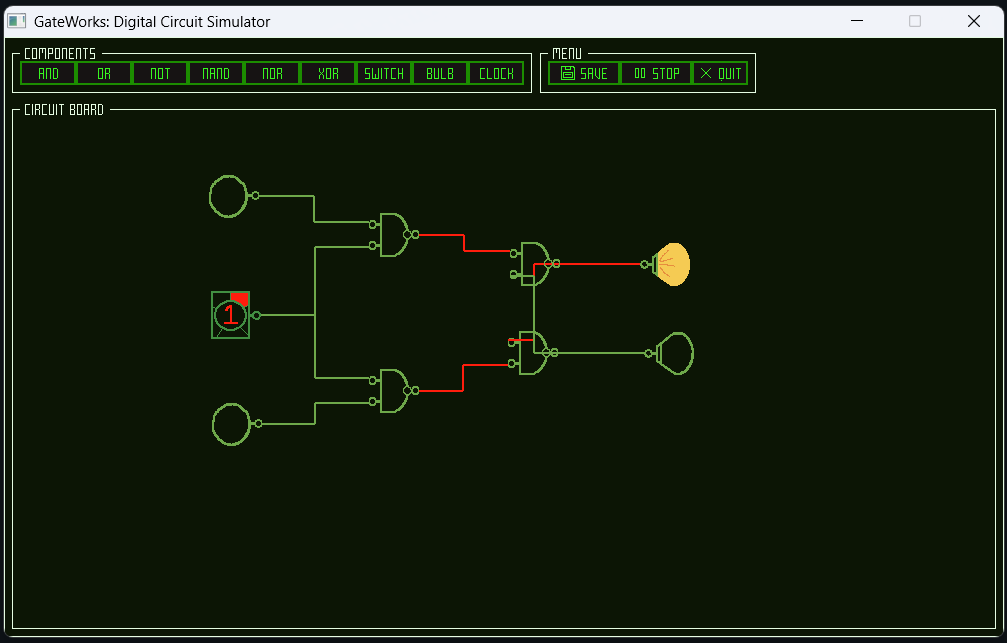 GateWorks: Digital Circuit Simulator
COMPONENTS
MENU
AND OR NOT NAND NOR XOR SWITCH BULB CLOCK SAVE STOP QUIT
CIRCUIT BOARD
1